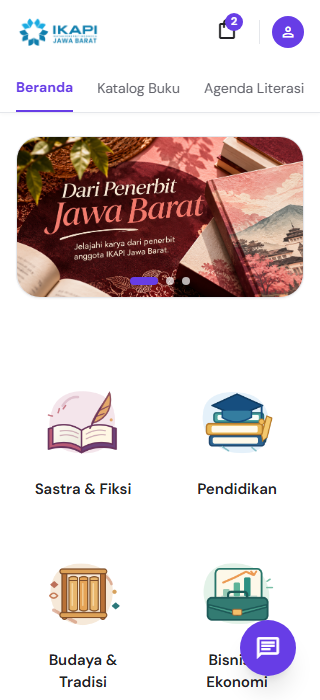 IKAPI
JAWA BARAT
2
Beranda
Katalog Buku
Agenda Literasi
Dari Penerbit
Jawa Barat
Jelajahi karya dari penerbit
anggota IKAPI Jawa Barat.
Sastra & Fiksi
Pendidikan
Budaya &
Tradisi
Ekonomi